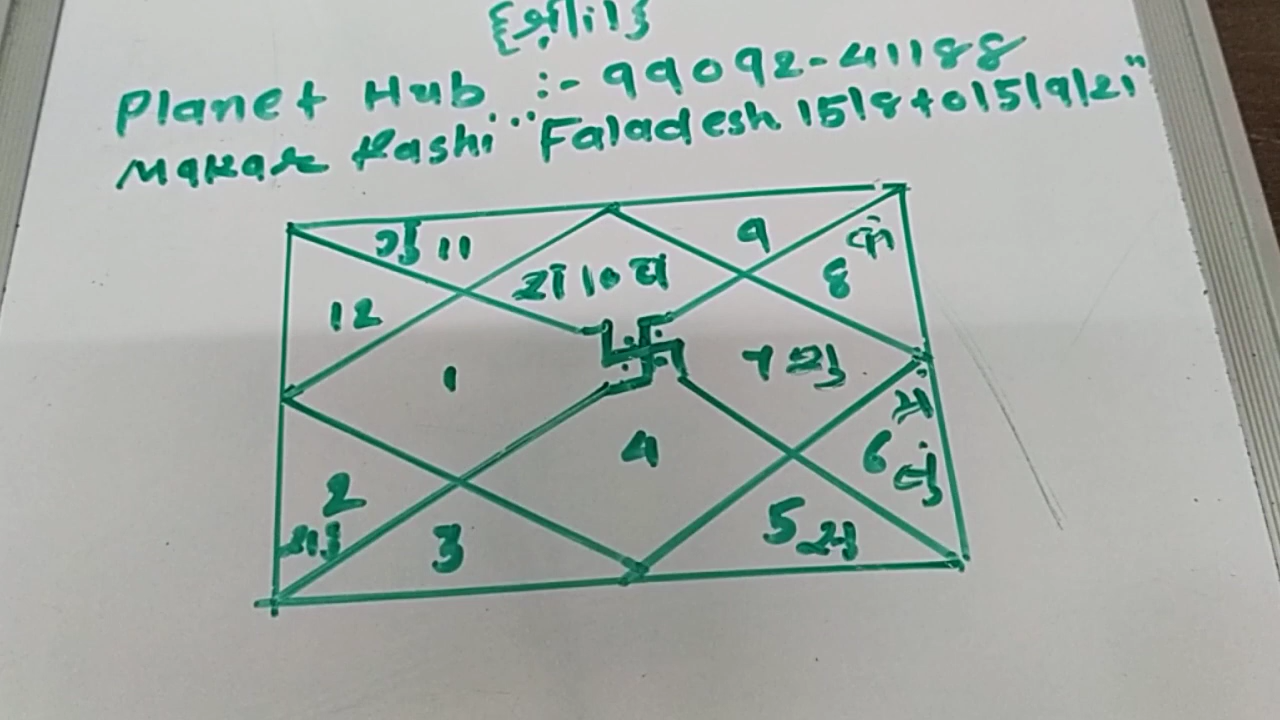 {શ્રી૧|}
Planet Hub :- 99092-41188
Makar Rashi "Faladesh 15|8 to 15|9|21"
ગુ 11
9
કે
8
શ 10 ચં
12
1
7 શુ
4
મં
6 બુ
2
રાહુ
3
5 સૂ